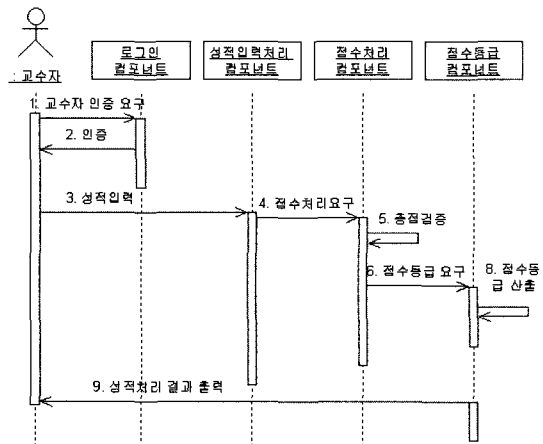 로그인 성적입력처리 점수처리 점수등급
: 교수자 컴포넌트 컴포넌트 컴포넌트 컴포넌트
1. 교수자 인증 요구
2. 인증
3. 성적입력
4. 점수처리요구
5. 총점검증
6. 점수등급 요구
8. 점수등
급 산출
9. 성적처리 결과 출력